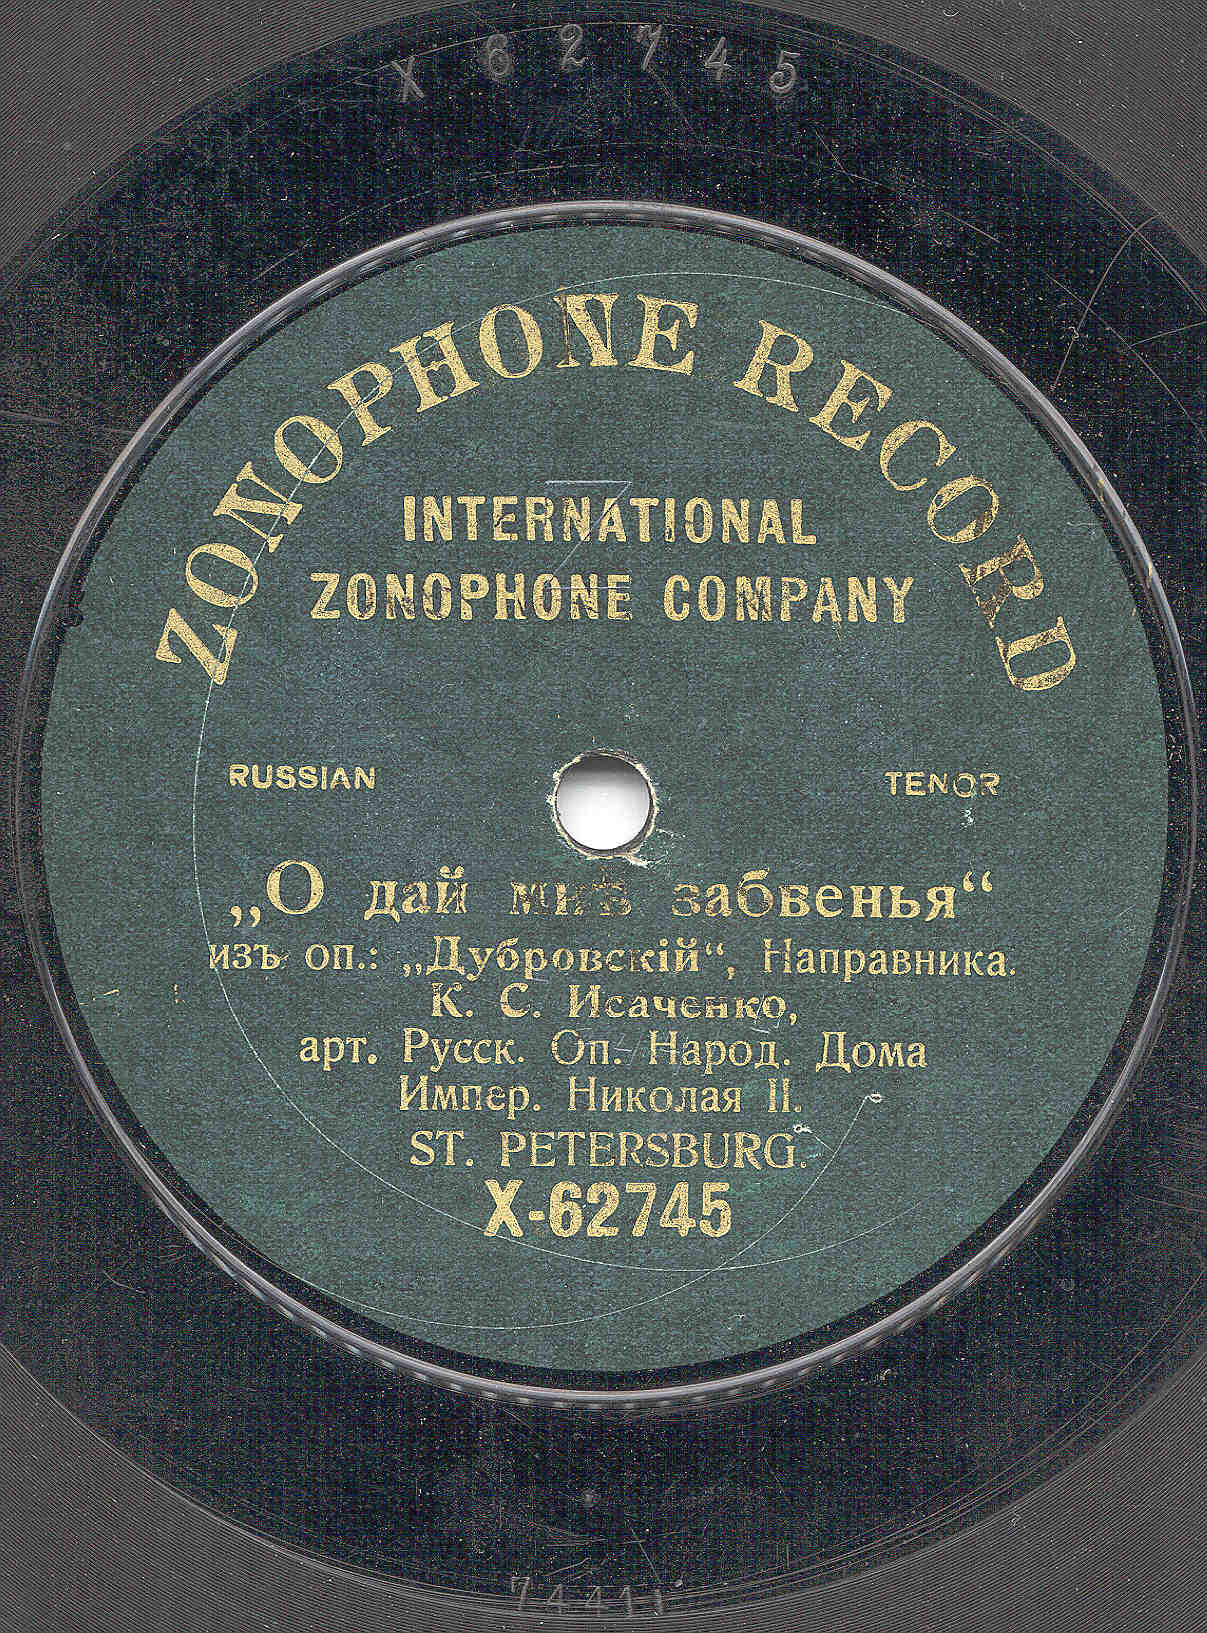 X 62745
ZONOPHONE RECORD
INTERNATIONAL
ZONOPHONE COMPANY
RUSSIAN
TENOR
„О дай мнѣ забвенья“
изъ оп.: „Дубровскій“, Направника.
К. С. Исаченко,
арт. Русск. Оп. Народ. Дома
Импер. Николая II.
ST. PETERSBURG.
X-62745